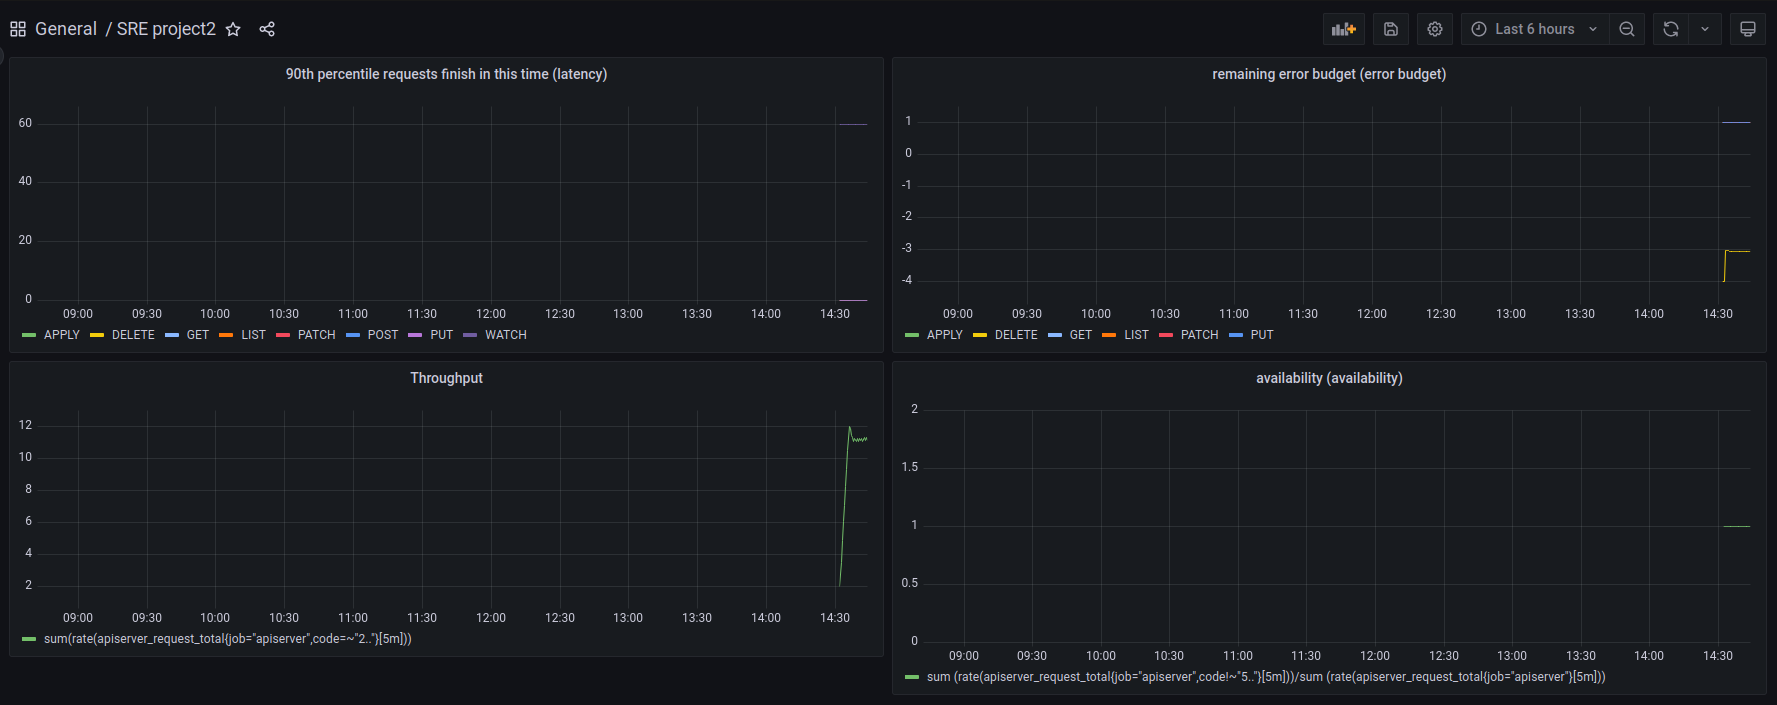 General / SRE project2
Last 6 hours
90th percentile requests finish in this time (latency)
60
40
20
0
09:00 09:30 10:00 10:30 11:00 11:30 12:00 12:30 13:00 13:30 14:00 14:30
APPLY DELETE GET LIST PATCH POST PUT WATCH
remaining error budget (error budget)
1
0
-1
-2
-3
-4
09:00 09:30 10:00 10:30 11:00 11:30 12:00 12:30 13:00 13:30 14:00 14:30
APPLY DELETE GET LIST PATCH PUT
Throughput
12
10
8
6
4
2
09:00 09:30 10:00 10:30 11:00 11:30 12:00 12:30 13:00 13:30 14:00 14:30
sum(rate(apiserver_request_total{job="apiserver",code=~"2.."}[5m]))
availability (availability)
2
1.5
1
0.5
0
09:00 09:30 10:00 10:30 11:00 11:30 12:00 12:30 13:00 13:30 14:00 14:30
sum (rate(apiserver_request_total{job="apiserver",code!~"5.."}[5m]))/sum (rate(apiserver_request_total{job="apiserver"}[5m]))